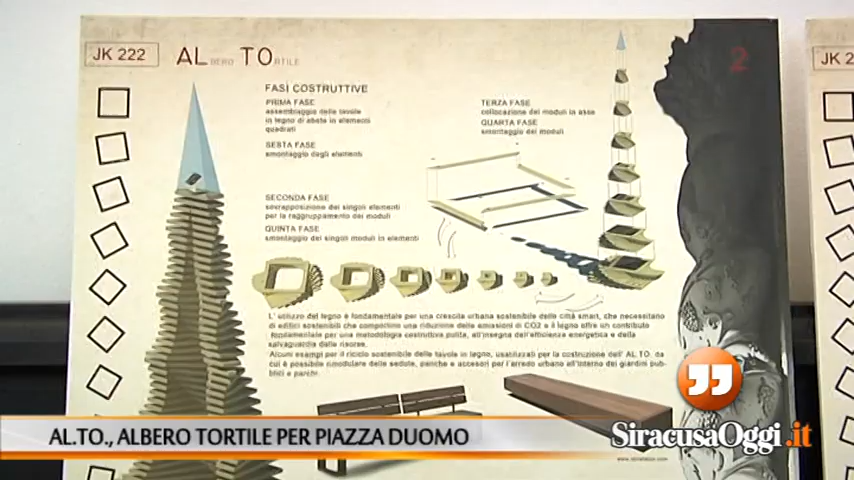 JK 222
ALBERO TORTILE
2
JK 2
FASI COSTRUTTIVE
PRIMA FASE
assemblaggio delle tavole
in legno di abete in elementi
quadrati
SESTA FASE
smontaggio degli elementi
SECONDA FASE
sovrapposizione dei singoli elementi
per la raggruppamento dei moduli
QUINTA FASE
smontaggio dei singoli moduli in elementi
TERZA FASE
collocazione dei moduli in asse
QUARTA FASE
smontaggio dei moduli
L' utilizzo del legno è fondamentale per una crescita urbana sostenibile delle città smart, che necessitano
di edifici sostenibili che comportino una riduzione delle emissioni di CO2 e il legno offre un contributo
fondamentale per una metodologia costruttiva pulita, all'insegna dell'efficienza energetica e della
salvaguardia delle risorse.
Alcuni esempi per il riciclo sostenibile delle tavole in legno, usatilizzati per la costruzione dell' AL.TO. da
cui è possibile rimodulare delle sedute, panche e accesori per l'arredo urbano all'interno dei giardini pub-
blici e parchi.
AL.TO., ALBERO TORTILE PER PIAZZA DUOMO
SiracusaOggi.it